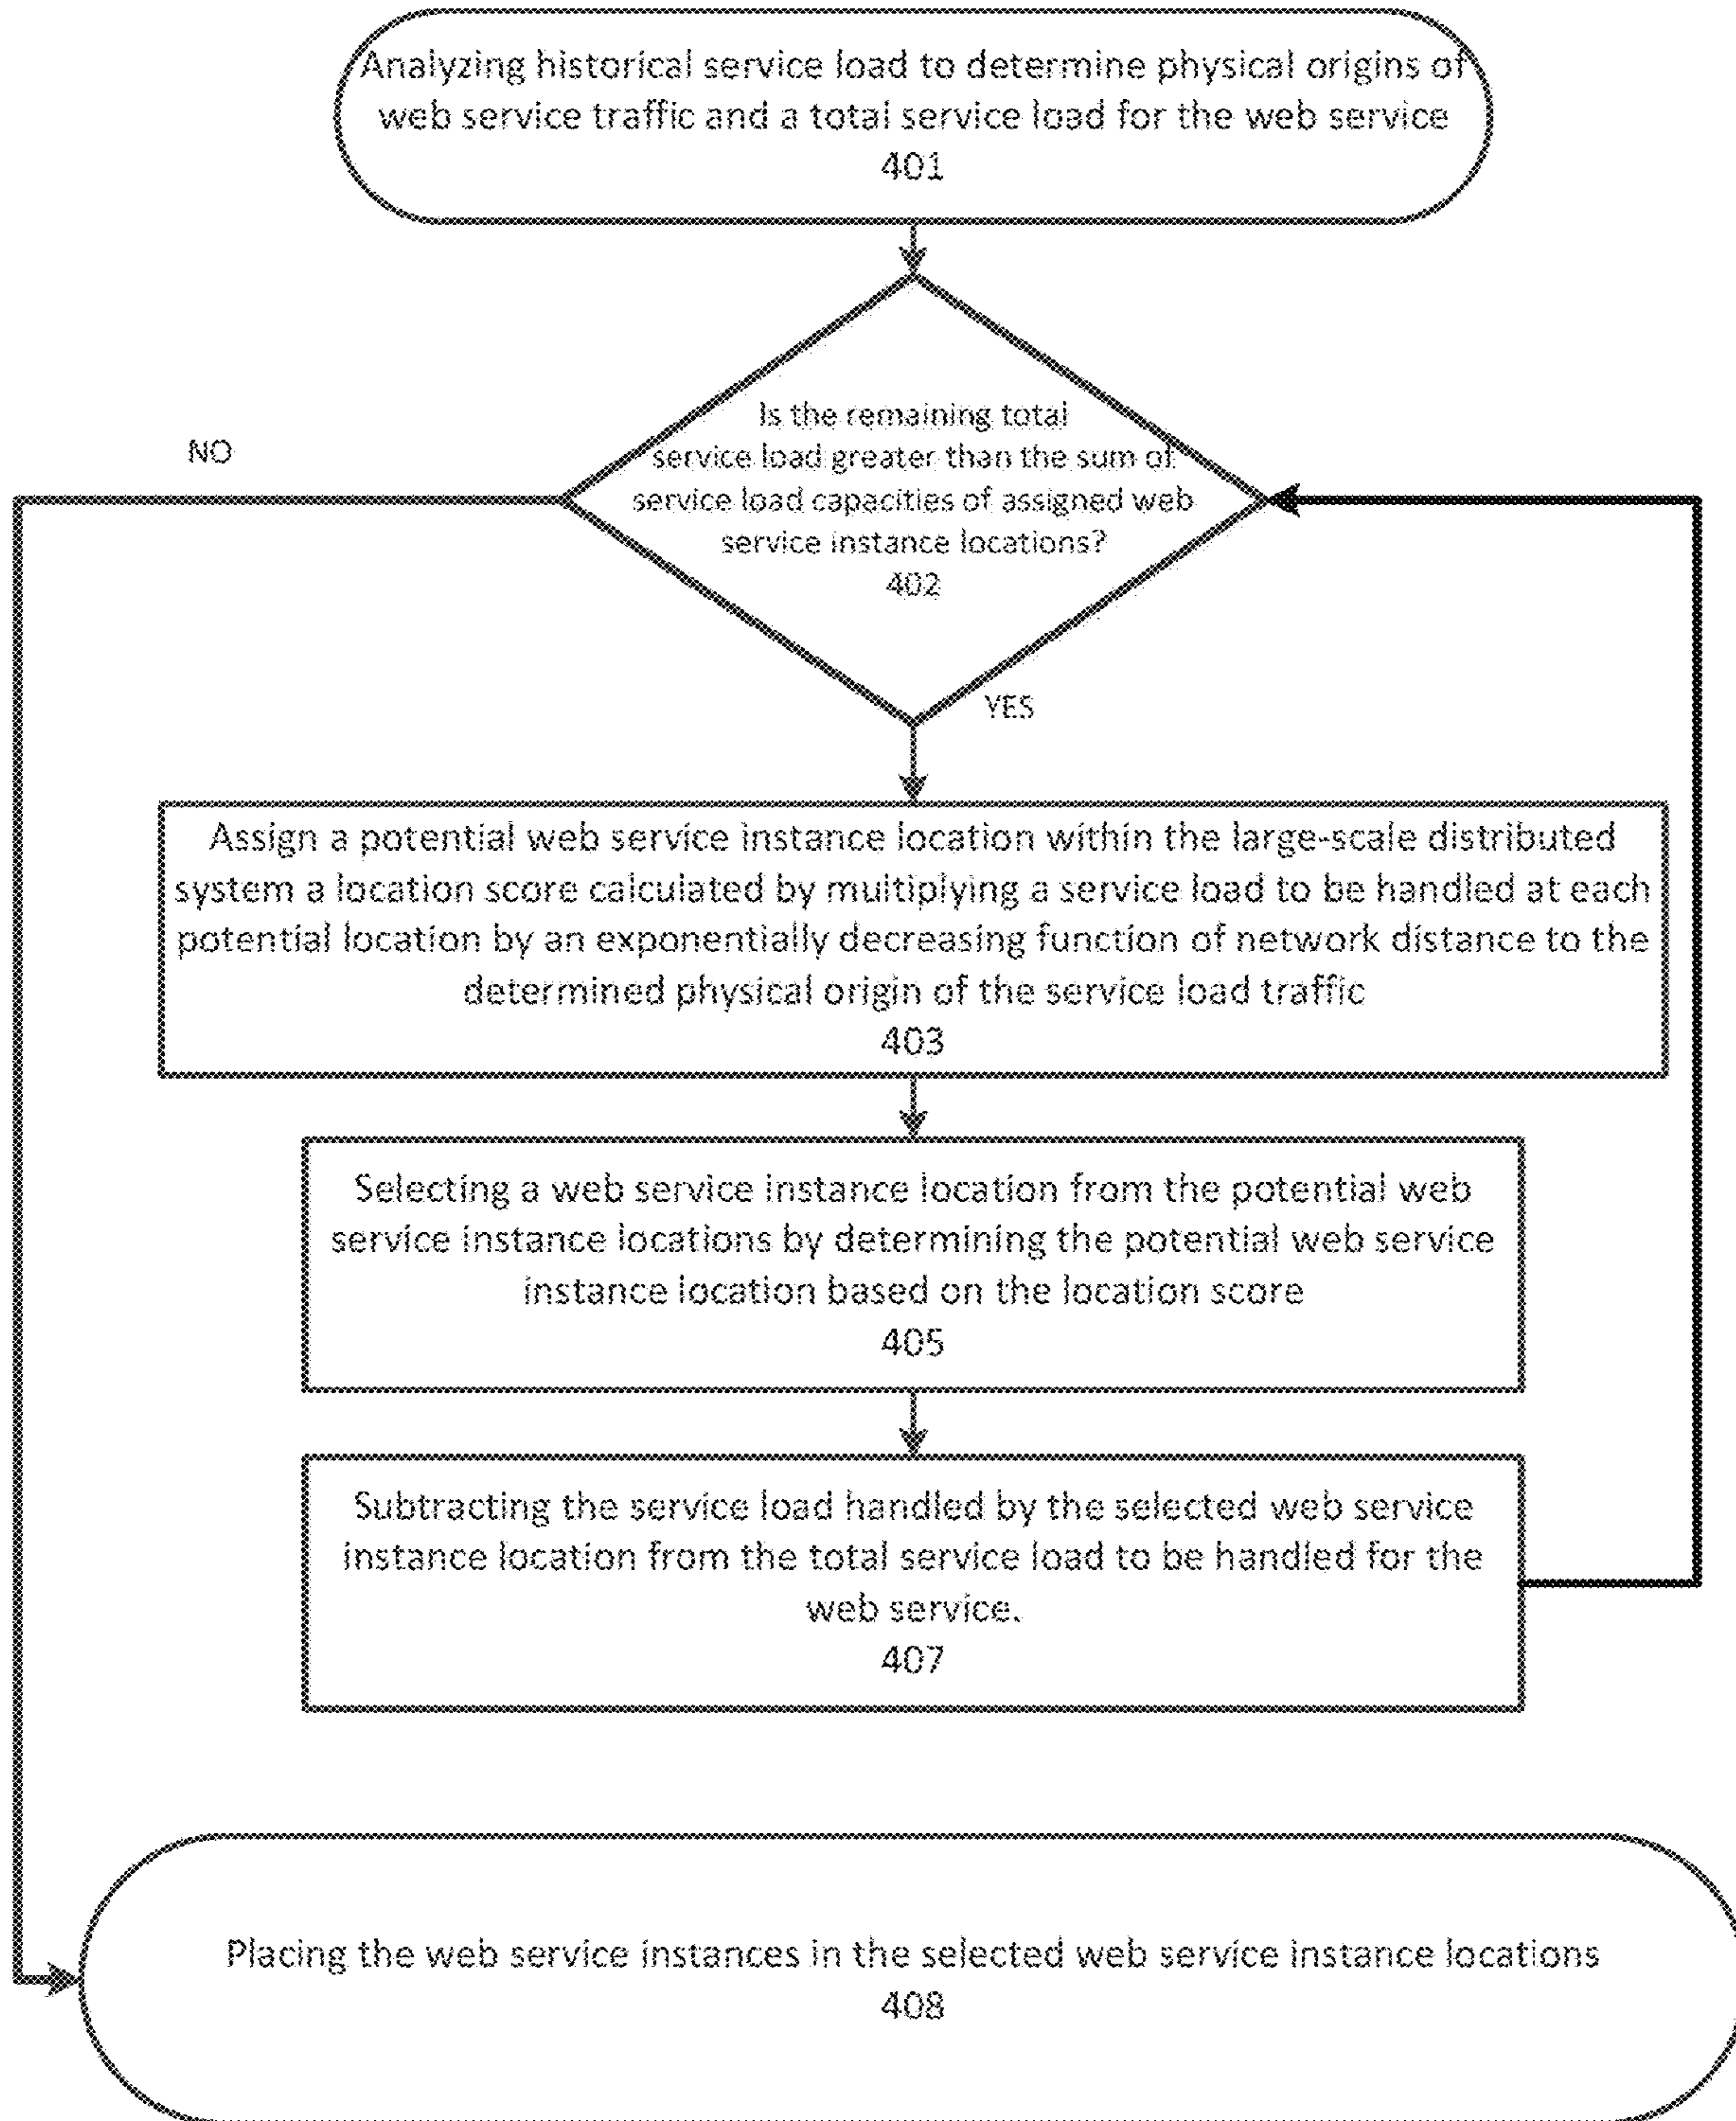 Analyzing historical service load to determine physical origins of
web service traffic and a total service load for the web service
401
Is the remaining total
service load greater than the sum of
service load capacities of assigned web
service instance locations?
402
NO
YES
Assign a potential web service instance location within the large-scale distributed
system a location score calculated by multiplying a service load to be handled at each
potential location by an exponentially decreasing function of network distance to the
determined physical origin of the service load traffic
403
Selecting a web service instance location from the potential web
service instance locations by determining the potential web service
instance location based on the location score
405
Subtracting the service load handled by the selected web service
instance location from the total service load to be handled for the
web service.
407
Placing the web service instances in the selected web service instance locations
408